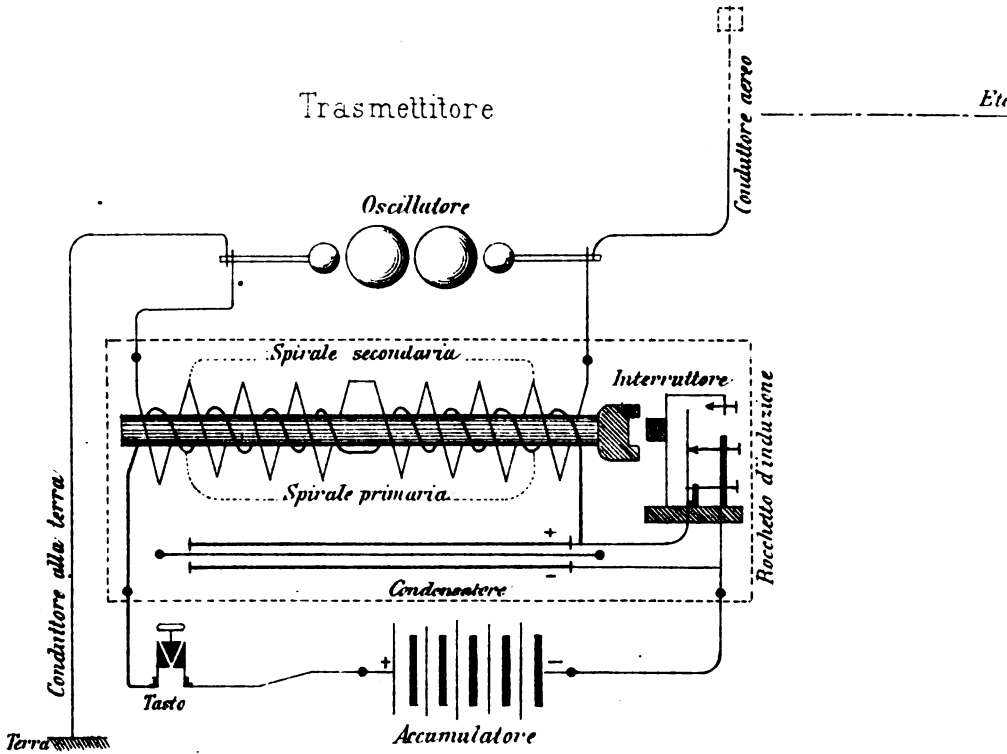 Trasmettitore
Conduttore aereo
Oscillatore
Spirale secondaria
Interruttore
Spirale primaria
Rocchetto d'induzione
+
-
Condensatore
Conduttore alla terra
Tasto
+
-
Accumulatore
Terra